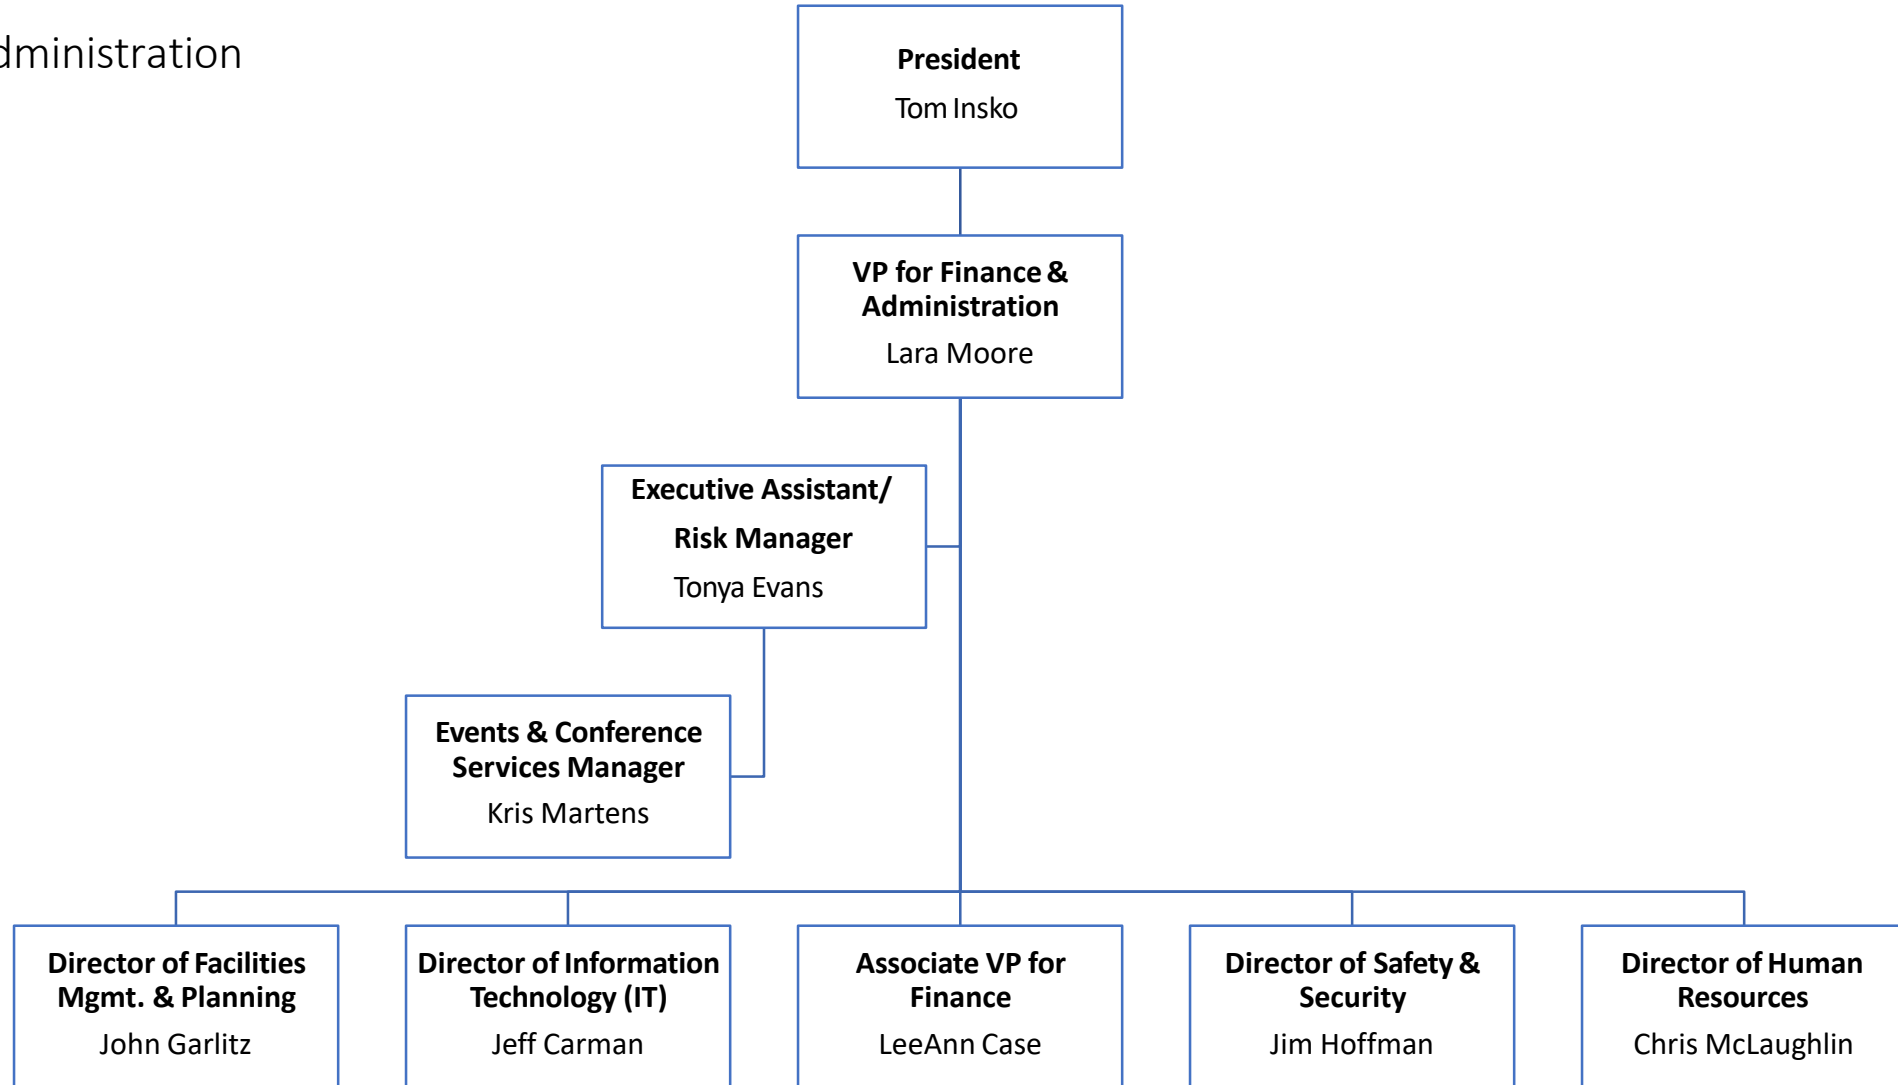 dministration
President
Tom Insko
VP for Finance &
Administration
Lara Moore
Executive Assistant/
Risk Manager
Tonya Evans
Events & Conference
Services Manager
Kris Martens
Director of Facilities
Mgmt. & Planning
John Garlitz
Director of Information
Technology (IT)
Jeff Carman
Associate VP for
Finance
LeeAnn Case
Director of Safety &
Security
Jim Hoffman
Director of Human
Resources
Chris McLaughlin